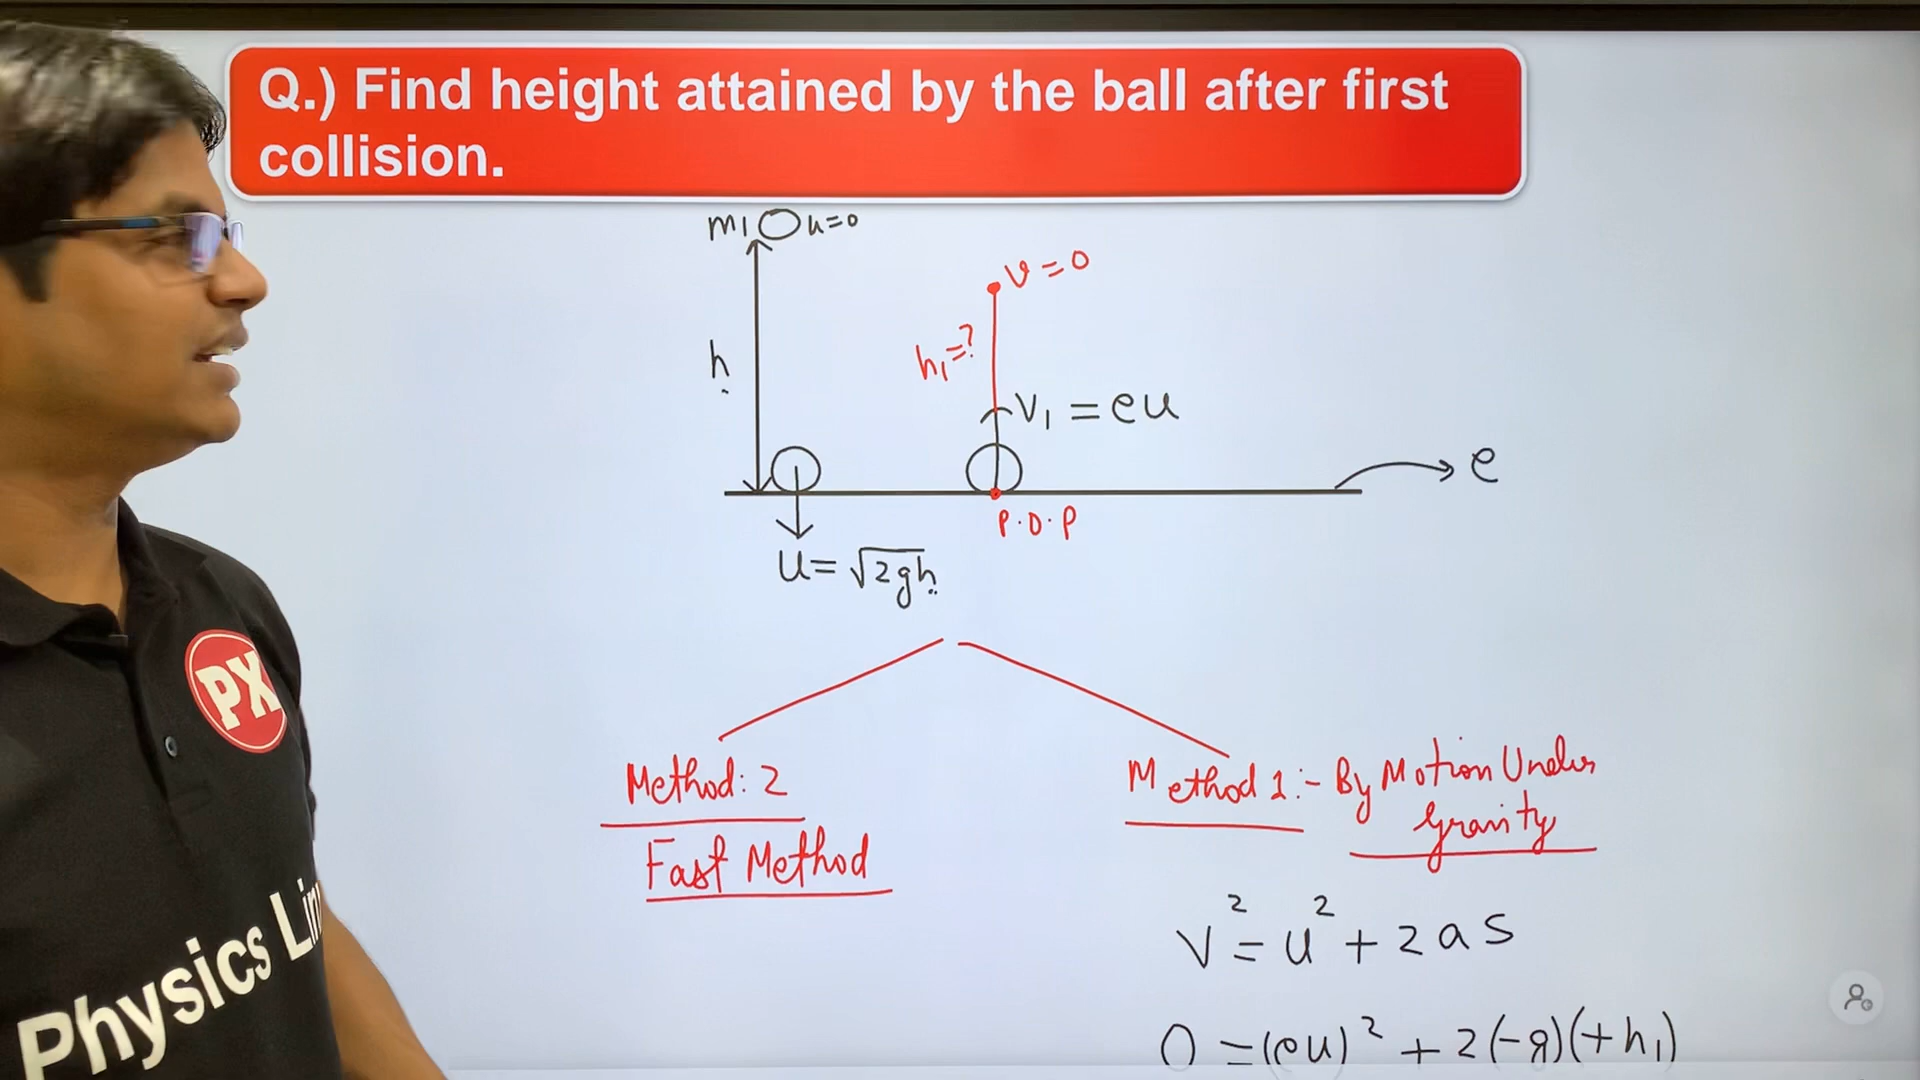 Q.) Find height attained by the ball after first
collision.
m₁ u=0
v=0
h
h₁=?
V₁ = eu
e
P.O.P
u=√2gh
Method: 2
Fast Method
Method 1:- By Motion Under
Gravity
V² = u² + 2as
0 = (eu)² + 2(-g)(+h₁)
PX
Physics Lin